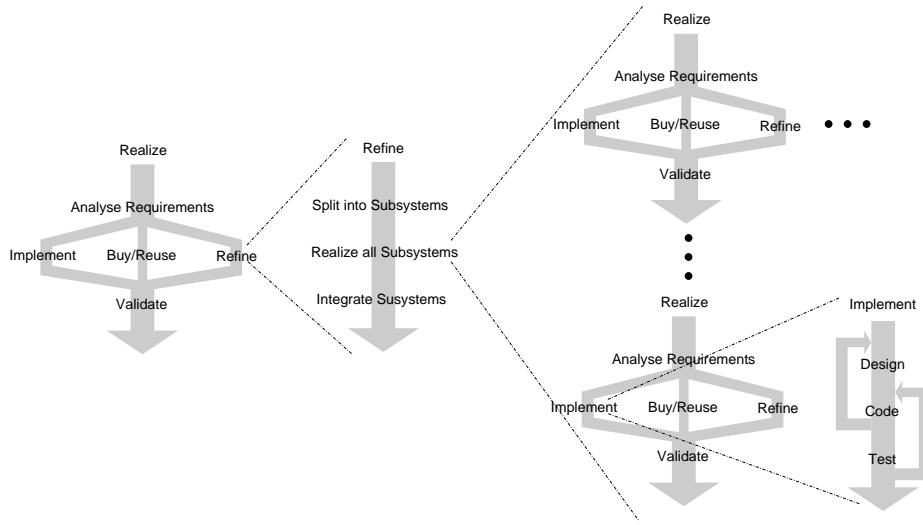 Realize
Analyse Requirements
Implement Buy/Reuse Refine
Validate
Refine
Split into Subsystems
Realize all Subsystems
Integrate Susystems
Realize
Analyse Requirements
Implement Buy/Reuse Refine
Validate
Realize
Analyse Requirements
Implement Buy/Reuse Refine
Validate
Implement
Design
Code
Test